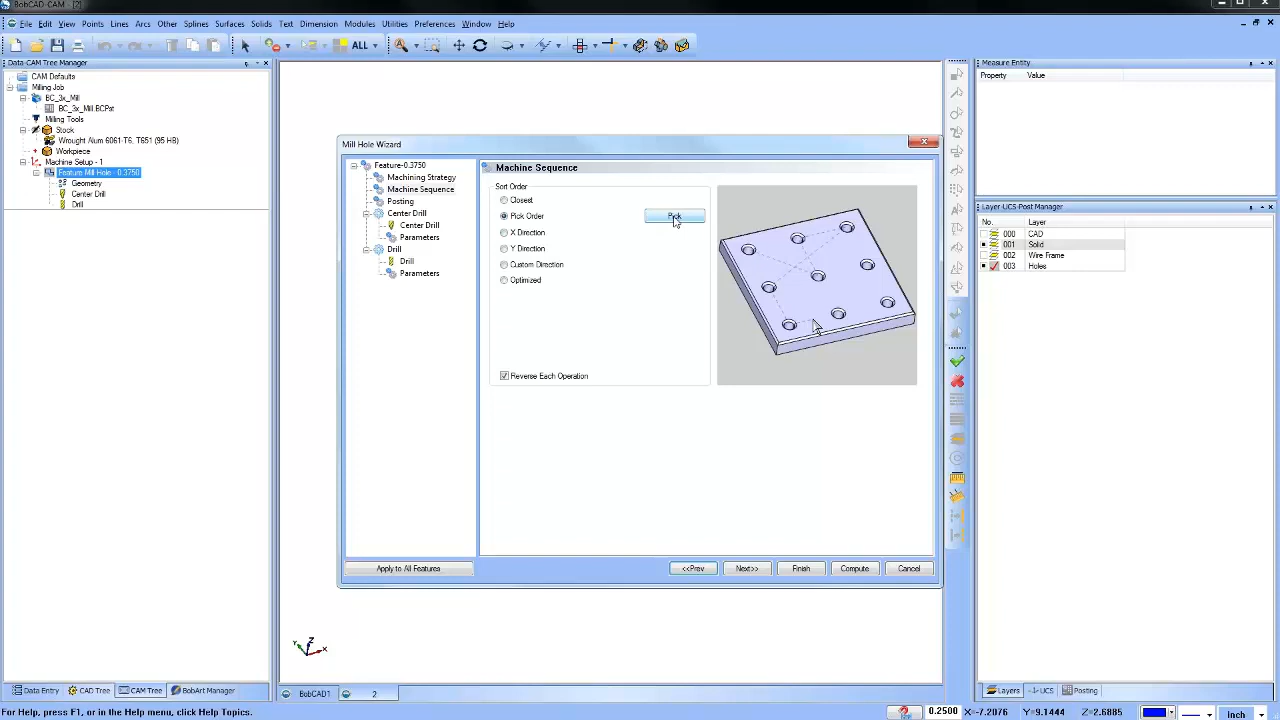 BobCAD-CAM - [2]
File Edit View Points Lines Arcs Other Splines Surfaces Solids Text Dimension Modules Utilities Preferences Window Help
ALL
Data-CAM Tree Manager
CAM Defaults
Milling Job
BC_3x_Mill
BC_3x_Mill.BCPst
Milling Tools
Stock
Wrought Alum 6061-T6, T651 (95 HB)
Workpiece
Machine Setup - 1
Feature Mill Hole - 0.3750
Geometry
Center Drill
Drill
Data Entry CAD Tree CAM Tree BobArt Manager
Mill Hole Wizard
Feature-0.3750
Machining Strategy
Machine Sequence
Posting
Center Drill
Center Drill
Parameters
Drill
Drill
Parameters
Apply to All Features
Machine Sequence
Sort Order
Closest
Pick Order
Pick
X Direction
Y Direction
Custom Direction
Optimized
Reverse Each Operation
<<Prev Next>> Finish Compute Cancel
Y Z X
BobCAD1 2
Measure Entity
Property Value
Layer-UCS-Post Manager
No. Layer
000 CAD
001 Solid
002 Wire Frame
003 Holes
Layers UCS Posting
For Help, press F1, or in the Help menu, click Help Topics.
0.2500 X=-7.2076 Y=9.1444 Z=2.6885 Inch